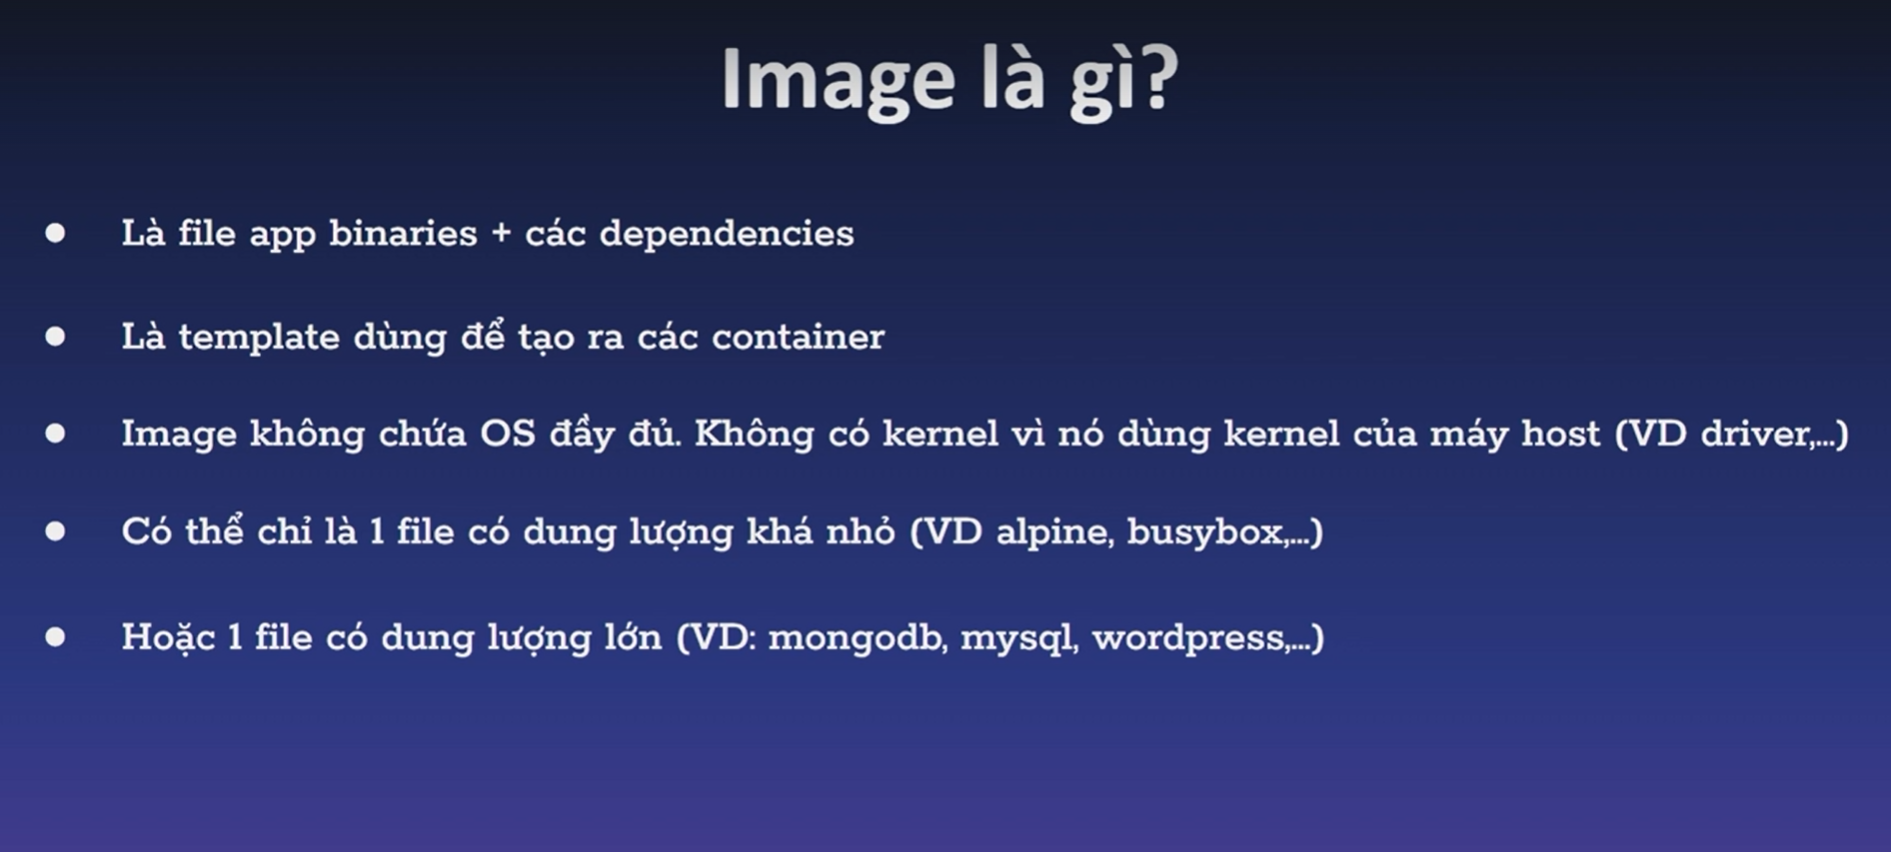 Image là gì?
● Là file app binaries + các dependencies
● Là template dùng để tạo ra các container
● Image không chứa OS đầy đủ. Không có kernel vì nó dùng kernel của máy host (VD driver,...)
● Có thể chỉ là 1 file có dung lượng khá nhỏ (VD alpine, busybox,...)
● Hoặc 1 file có dung lượng lớn (VD: mongodb, mysql, wordpress,...)